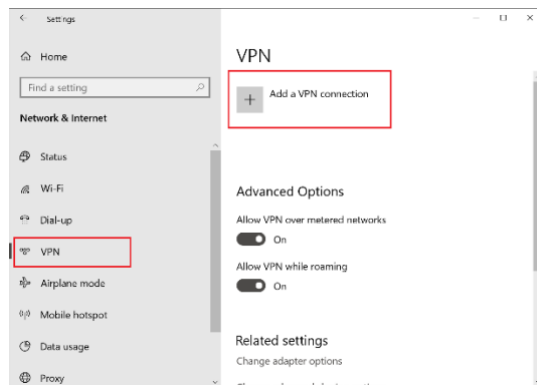 Settings
Home
Find a setting
Network & Internet
Status
Wi-Fi
Dial-up
VPN
Airplane mode
Mobile hotspot
Data usage
Proxy
VPN
Add a VPN connection
Advanced Options
Allow VPN over metered networks
On
Allow VPN while roaming
On
Related settings
Change adapter options